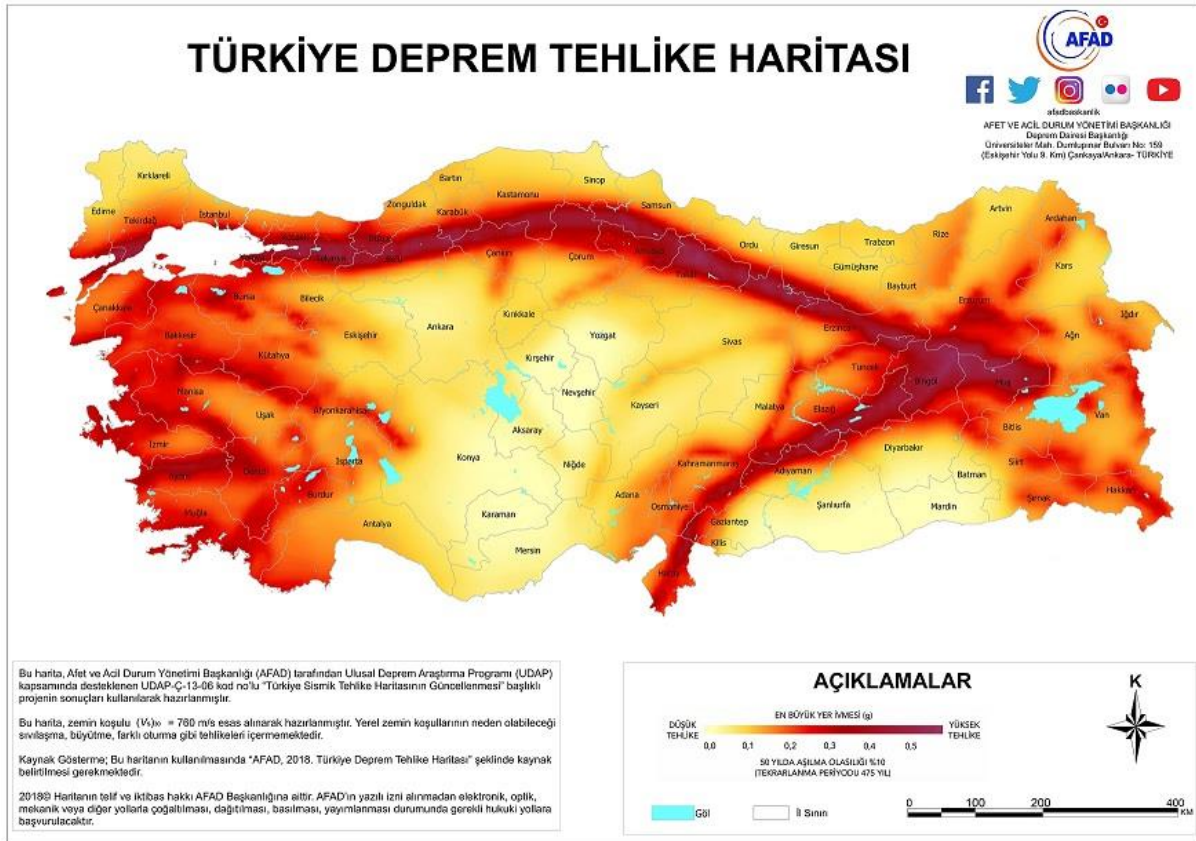 TÜRKİYE DEPREM TEHLİKE HARİTASI
AFAD
afadbaskanlik
AFET VE ACİL DURUM YÖNETİMİ BAŞKANLIĞI
Deprem Dairesi Başkanlığı
Üniversiteler Mah. Dumlupınar Bulvarı No: 159
(Eskişehir Yolu 9. Km) Çankaya/Ankara- TÜRKİYE
Kırklareli
Edirne
Tekirdağ
İstanbul
Zonguldak
Bartın
Karabük
Kastamonu
Sinop
Samsun
Ordu
Giresun
Trabzon
Rize
Artvin
Ardahan
Kars
Gümüşhane
Bayburt
Erzurum
Iğdır
Ağrı
Çanakkale
Balıkesir
Bursa
Bilecik
Eskişehir
Ankara
Çankırı
Çorum
Kırıkkale
Yozgat
Sivas
Tokat
Erzincan
Tunceli
Bingöl
Muş
Van
Bitlis
Kütahya
Manisa
Uşak
Afyonkarahisar
Kırşehir
Nevşehir
Kayseri
Malatya
Elazığ
Diyarbakır
Batman
Siirt
Şırnak
Hakkari
İzmir
Aydın
Denizli
Isparta
Burdur
Muğla
Antalya
Konya
Aksaray
Niğde
Karaman
Mersin
Adana
Osmaniye
Kahramanmaraş
Adıyaman
Gaziantep
Kilis
Hatay
Şanlıurfa
Mardin
Bu harita, Afet ve Acil Durum Yönetimi Başkanlığı (AFAD) tarafından Ulusal Deprem Araştırma Programı (UDAP)
kapsamında desteklenen UDAP-Ç-13-06 kod no'lu "Türkiye Sismik Tehlike Haritasının Güncellenmesi" başlıklı
projenin sonuçları kullanılarak hazırlanmıştır.
Bu harita, zemin koşulu (Vs)30 = 760 m/s esas alınarak hazırlanmıştır. Yerel zemin koşullarının neden olabileceği
sıvılaşma, büyütme, farklı oturma gibi tehlikeleri içermemektedir.
Kaynak Gösterme; Bu haritanın kullanılmasında "AFAD, 2018. Türkiye Deprem Tehlike Haritası" şeklinde kaynak
belirtilmesi gerekmektedir.
2018© Haritanın telif ve iktibas hakkı AFAD Başkanlığına aittir. AFAD'ın yazılı izni alınmadan elektronik, optik,
mekanik veya diğer yollarla çoğaltılması, dağıtılması, basılması, yayımlanması durumunda gerekli hukuki yollara
başvurulacaktır.
AÇIKLAMALAR
K
EN BÜYÜK YER İVMESİ (g)
DÜŞÜK TEHLİKE
YÜKSEK TEHLİKE
0,0 0,1 0,2 0,3 0,4 0,5
50 YILDA AŞILMA OLASILIĞI %10
(TEKRARLANMA PERİYODU 475 YIL)
Göl
İl Sınırı
0 100 200 400
KM